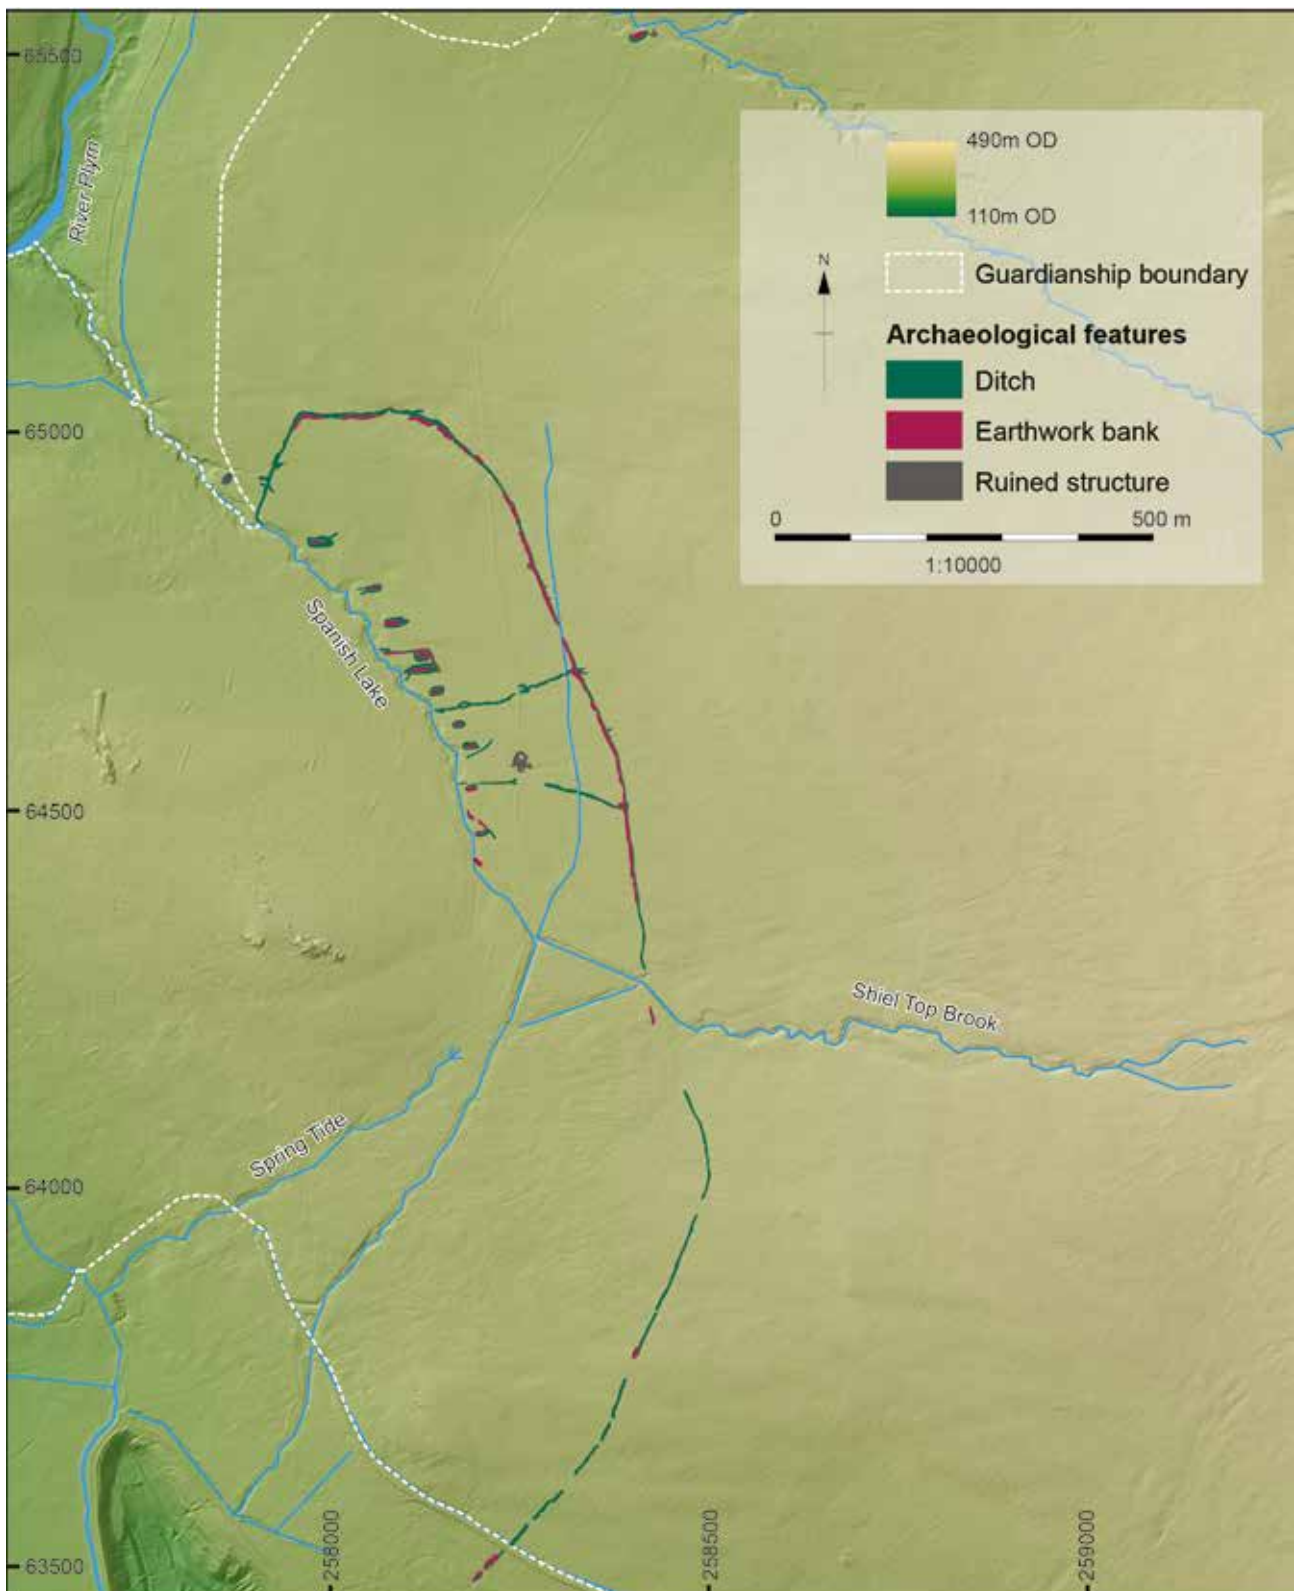 65500
River Plym
490m OD
110m OD
N
Guardianship boundary
Archaeological features
Ditch
Earthwork bank
Ruined structure
0
500 m
1:10000
65000
Spanish Lake
64500
Shiel Top Brook
Spring Tide
64000
63500
258000
258500
259000